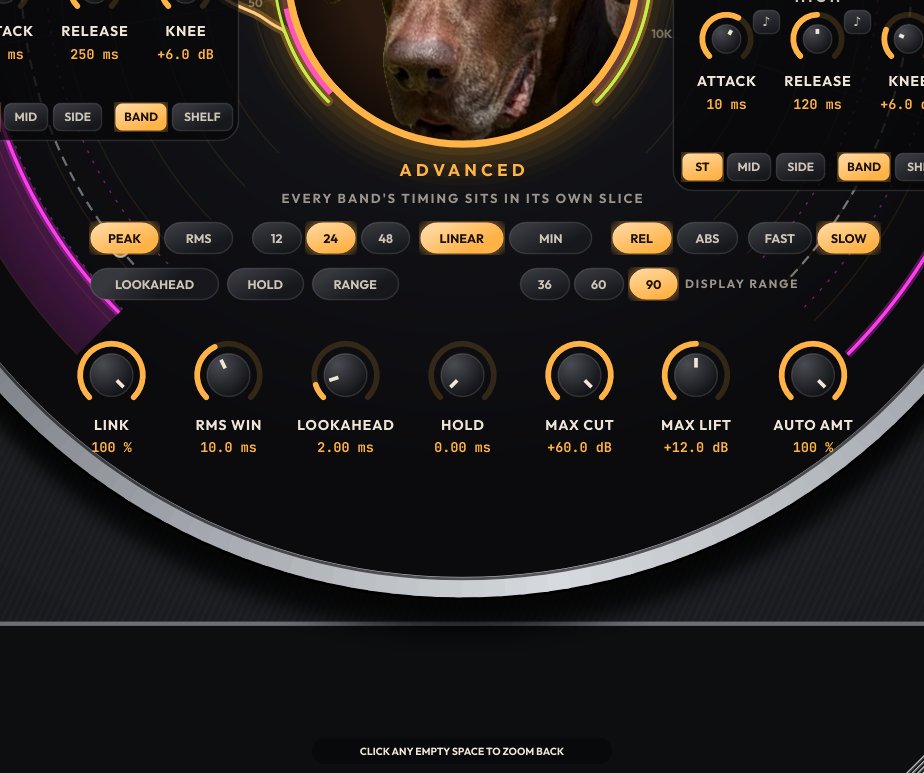 50
10K
TACK RELEASE KNEE
ms 250 ms +6.0 dB
MID SIDE BAND SHELF
ATTACK RELEASE KNEE
10 ms 120 ms +6.0 d
ST MID SIDE BAND SH
ADVANCED
EVERY BAND'S TIMING SITS IN ITS OWN SLICE
PEAK RMS 12 24 48 LINEAR MIN REL ABS FAST SLOW
LOOKAHEAD HOLD RANGE 36 60 90 DISPLAY RANGE
LINK RMS WIN LOOKAHEAD HOLD MAX CUT MAX LIFT AUTO AMT
100 % 10.0 ms 2.00 ms 0.00 ms +60.0 dB +12.0 dB 100 %
CLICK ANY EMPTY SPACE TO ZOOM BACK